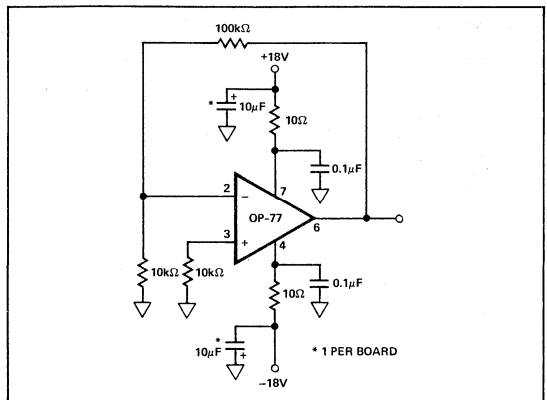 100kΩ
+18V
* + 10μF
10Ω
7
0.1μF
2
−
OP-77
6
3
+
4
10kΩ
10kΩ
10Ω
0.1μF
*
10μF +
* 1 PER BOARD
−18V